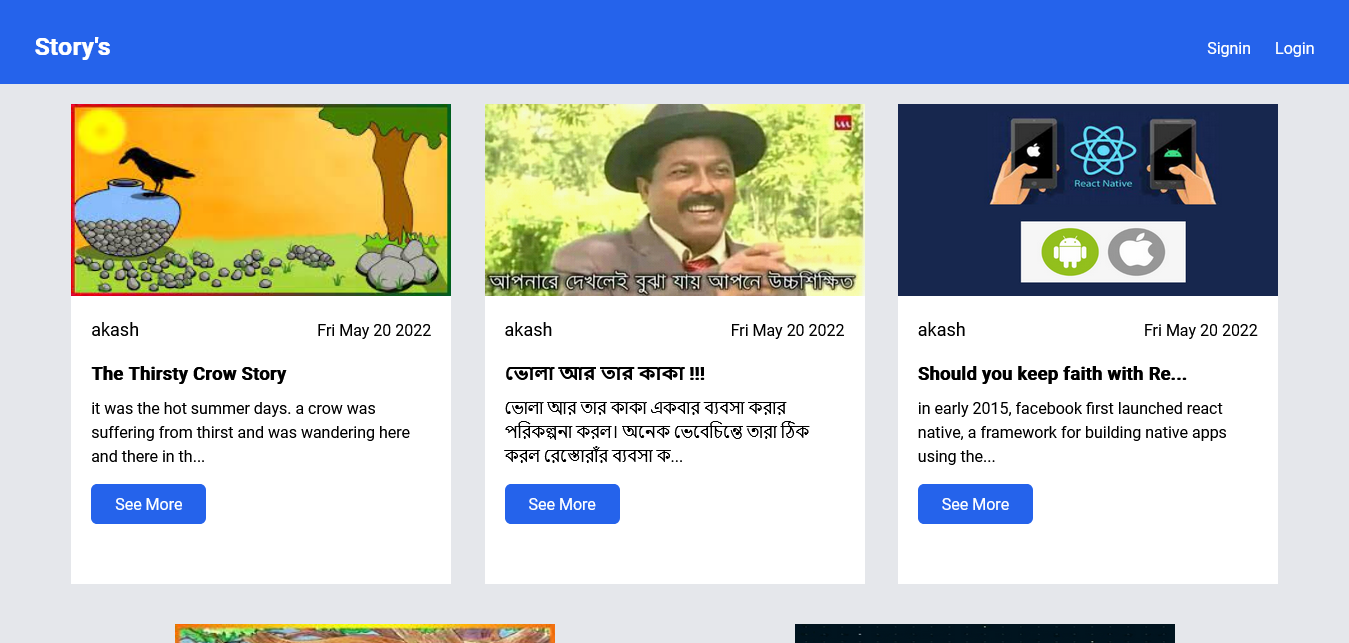 Story's
Signin Login
React Native
আপনারে দেখলেই বুঝা যায় আপনে উচ্চশিক্ষিত
akash Fri May 20 2022
The Thirsty Crow Story
it was the hot summer days. a crow was
suffering from thirst and was wandering here
and there in th...
See More
akash Fri May 20 2022
ভোলা আর তার কাকা !!!
ভোলা আর তার কাকা একবার ব্যবসা করার
পরিকল্পনা করল। অনেক ভেবেচিন্তে তারা ঠিক
করল রেস্তোরাঁর ব্যবসা ক...
See More
akash Fri May 20 2022
Should you keep faith with Re...
in early 2015, facebook first launched react
native, a framework for building native apps
using the...
See More